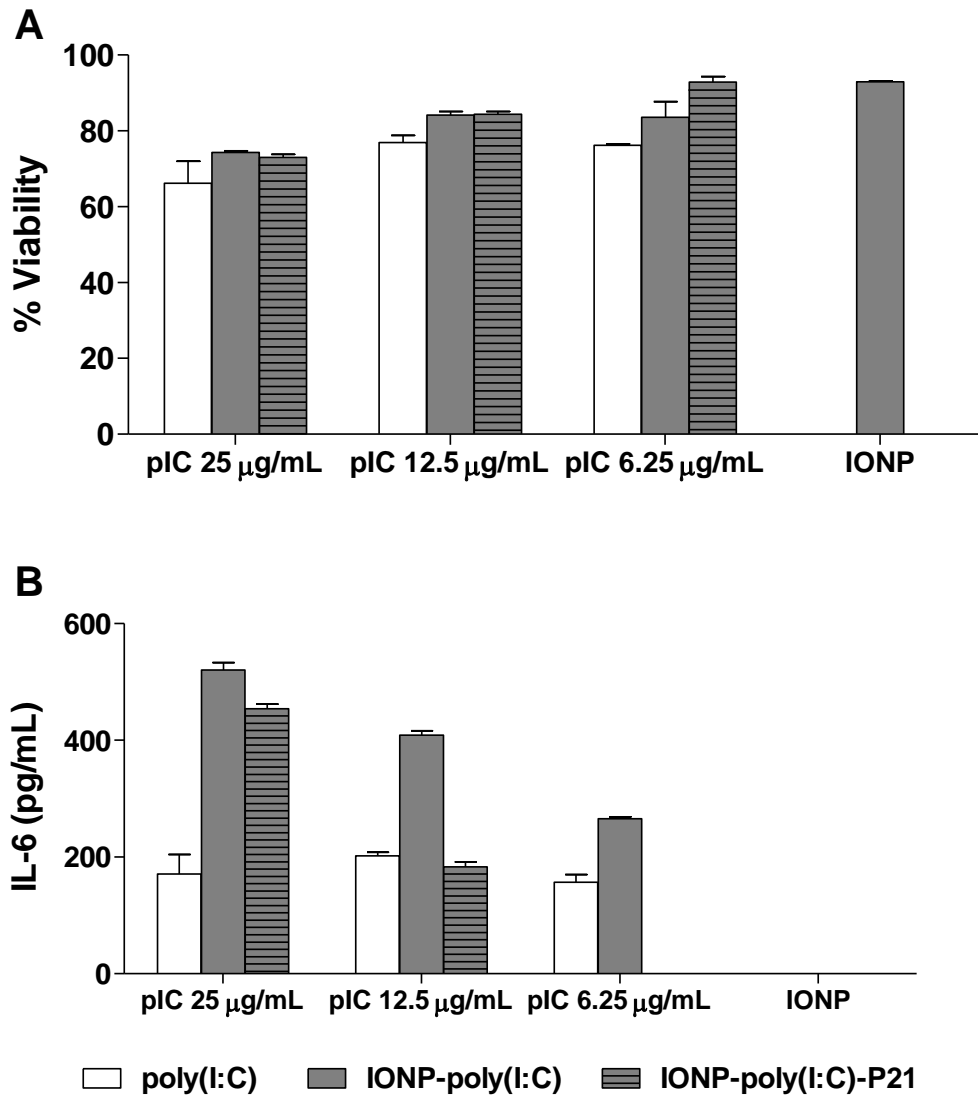 A
100
80
60
40
20
0
% Viability
pIC 25 μg/mL pIC 12.5 μg/mL pIC 6.25 μg/mL IONP
B
600
400
200
0
IL-6 (pg/mL)
pIC 25 μg/mL pIC 12.5 μg/mL pIC 6.25 μg/mL IONP
poly(I:C) IONP-poly(I:C) IONP-poly(I:C)-P21